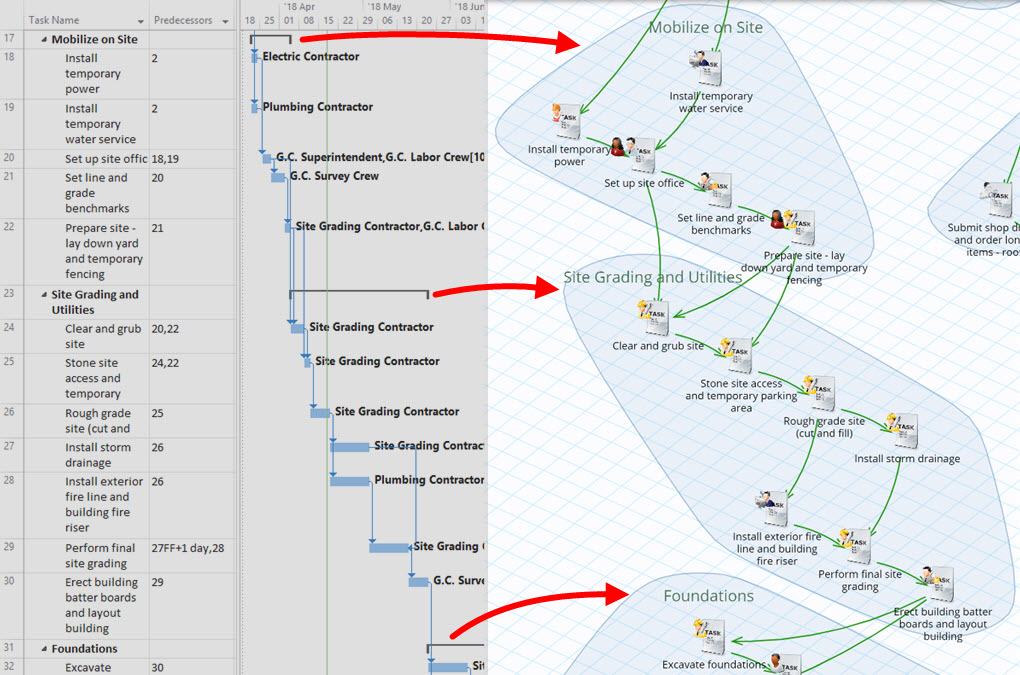 '18 Apr
'18 May
'18 Jun
Task Name
Predecessors
18 25 01 08 15 22 29 06 13 20 27 03
17
Mobilize on Site
18
Install
temporary
power
2
Electric Contractor
19
Install
temporary
water service
2
Plumbing Contractor
20
Set up site offic
18,19
G.C. Superintendent,G.C. Labor Crew[10
21
Set line and
grade
benchmarks
20
G.C. Survey Crew
22
Prepare site -
lay down yard
and temporary
fencing
21
Site Grading Contractor,G.C. Labor
23
Site Grading and
Utilities
24
Clear and grub
site
20,22
Site Grading Contractor
25
Stone site
access and
temporary
24,22
Site Grading Contractor
26
Rough grade
site (cut and
25
Site Grading Contractor
27
Install storm
drainage
26
Site Grading Contrac
28
Install exterior
fire line and
building fire
riser
26
Plumbing Contractor
29
Perform final
site grading
27FF+1 day,28
Site Grading
30
Erect building
batter boards
and layout
building
29
G.C. Surve
31
Foundations
32
Excavate
30
Sit
Mobilize on Site
TASK
Install temporary
water service
TASK
Install temporary
power
TASK
Set up site office
TASK
Set line and grade
benchmarks
TASK
Prepare site - lay
down yard and temporary
fencing
Submit shop d
and order lon
items - roo
Site Grading and Utilities
TASK
Clear and grub site
TASK
Stone site access
and temporary parking
area
TASK
Rough grade site
(cut and fill)
TASK
Install storm drainage
TASK
Install exterior fire
line and building
fire riser
TASK
Perform final site
grading
TASK
Erect building batter
boards and layout
building
Foundations
TASK
Excavate foundations
TASK